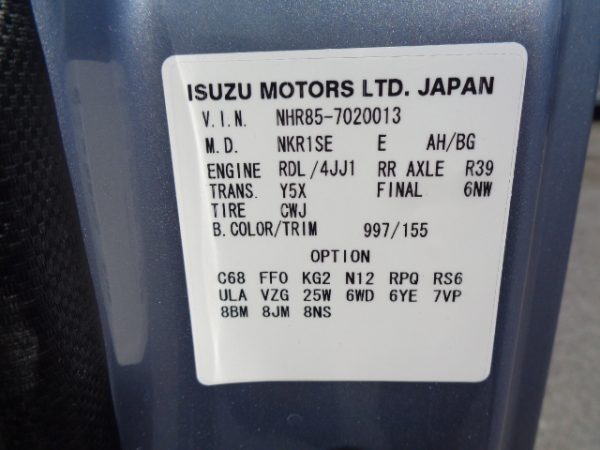 ISUZU MOTORS LTD. JAPAN
V.I.N. NHR85-7020013
M.D. NKR1SE E AH/BG
ENGINE RDL/4JJ1 RR AXLE R39
TRANS. Y5X FINAL 6NW
TIRE CWJ
B.COLOR/TRIM 997/155
OPTION
C68 FF0 KG2 N12 RPQ RS6
ULA VZG 25W 6WD 6YE 7VP
8BM 8JM 8NS